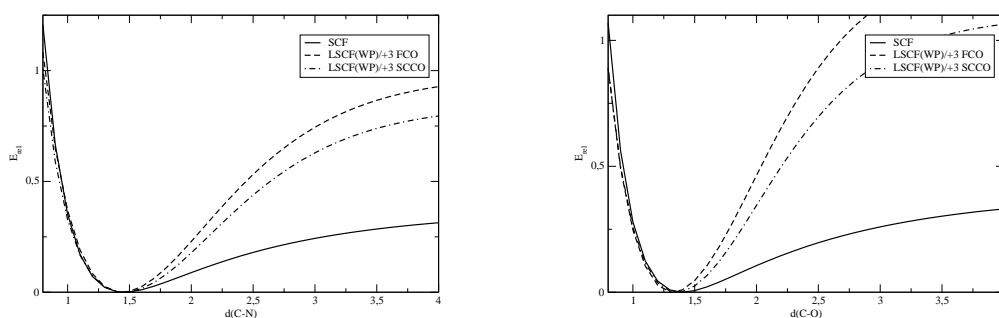 SCF
LSCF(WP)/+3 FCO
LSCF(WP)/+3 SCCO
1
0,5
0
E_rel
1
1,5
2
2,5
3
3,5
4
d(C-N)
SCF
LSCF(WP)/+3 FCO
LSCF(WP)/+3 SCCO
1
0,5
0
E_rel
1
1,5
2
2,5
3
3,5
4
d(C-O)